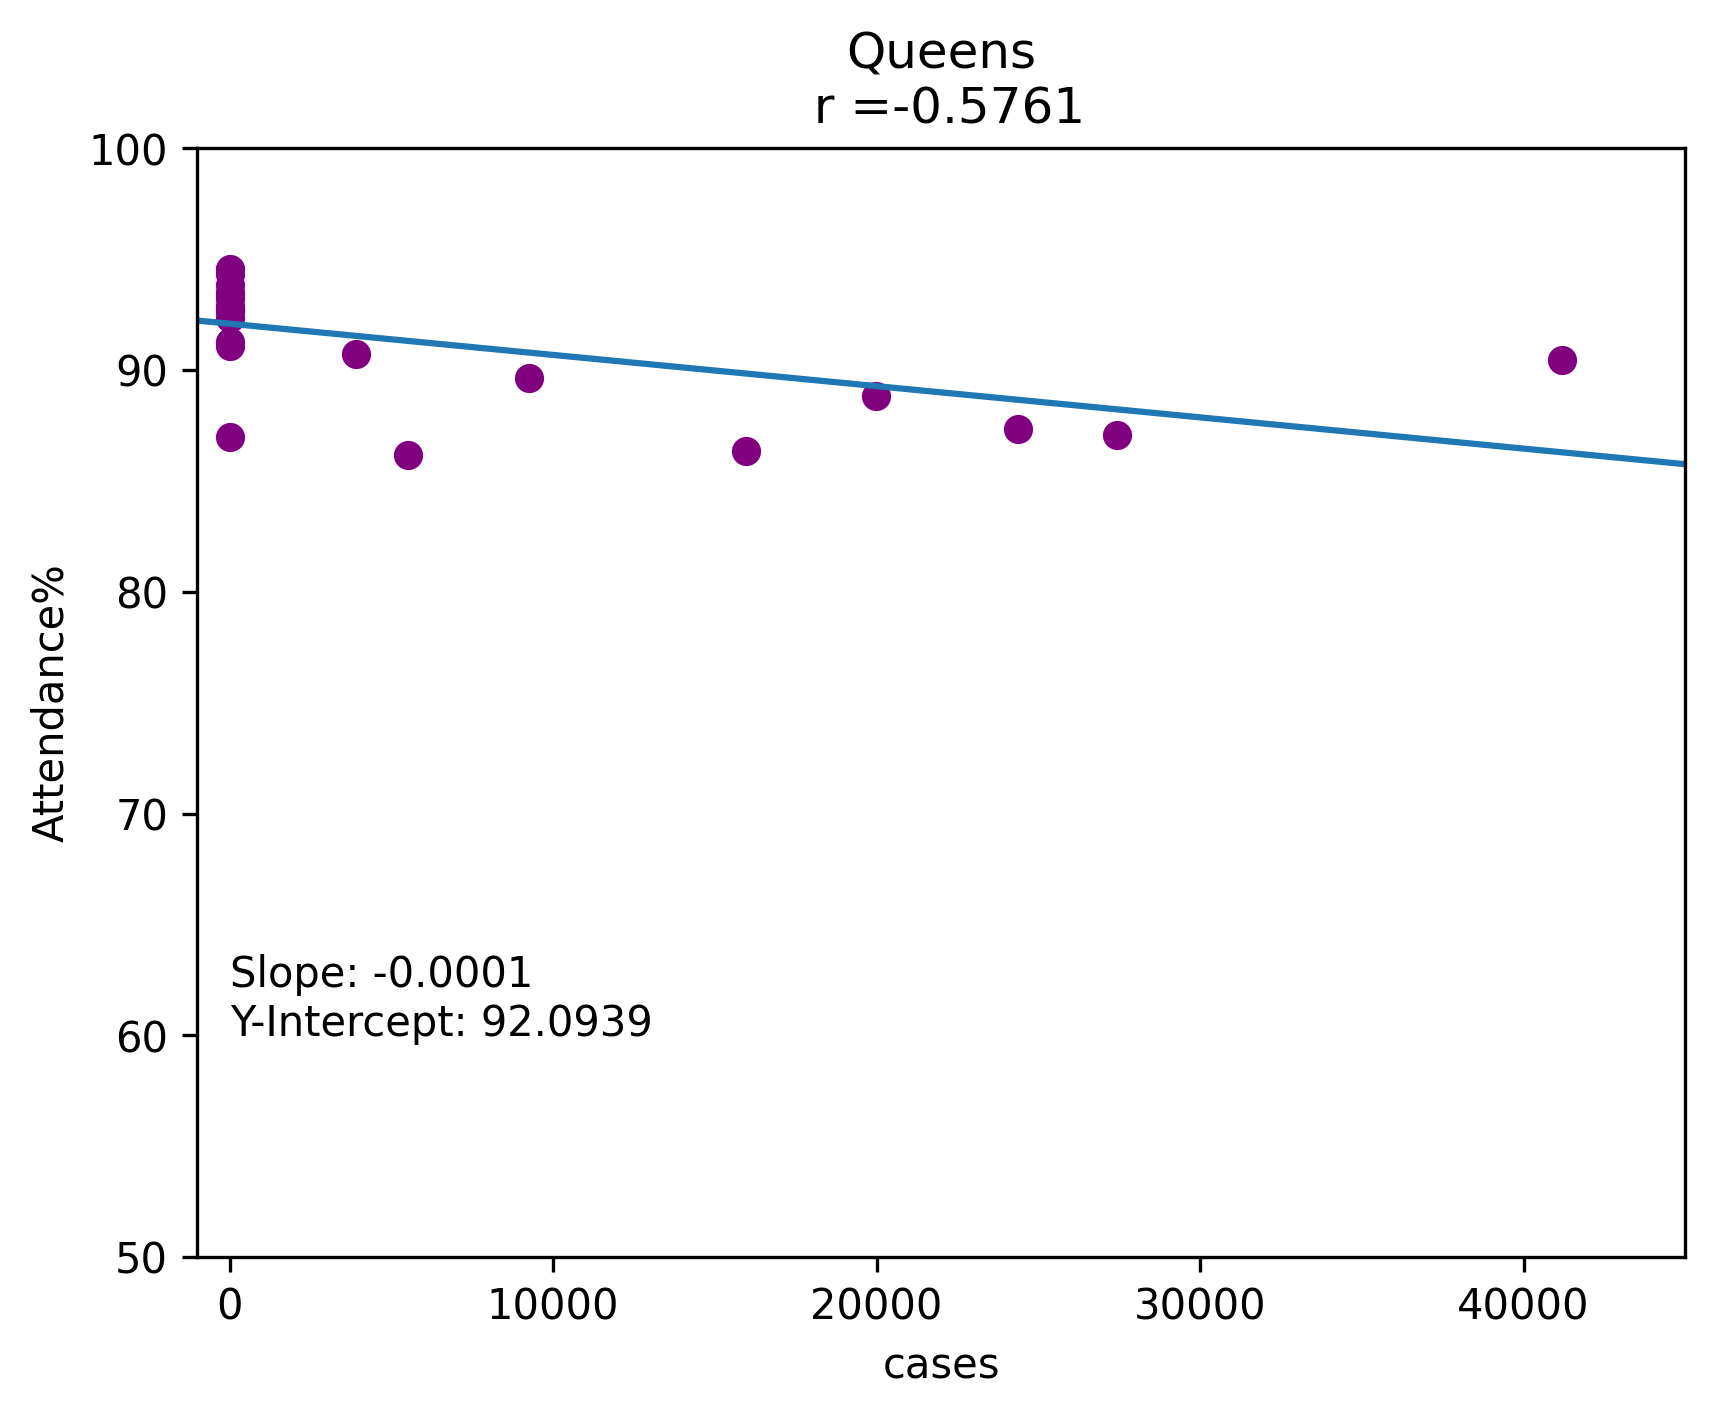 Queens
r =-0.5761
100
90
80
70
60
50
Attendance%
Slope: -0.0001
Y-Intercept: 92.0939
0 10000 20000 30000 40000
cases